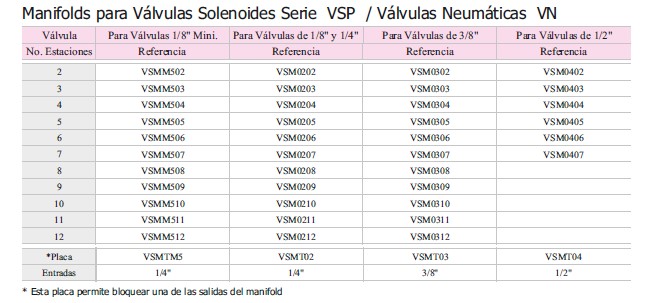 Manifolds para Válvulas Solenoides Serie VSP / Válvulas Neumáticas VN
Válvula Para Válvulas 1/8" Mini. Para Válvulas de 1/8" y 1/4" Para Válvulas de 3/8" Para Válvulas de 1/2"
No. Estaciones Referencia Referencia Referencia Referencia
2 VSMM502 VSM0202 VSM0302 VSM0402
3 VSMM503 VSM0203 VSM0303 VSM0403
4 VSMM504 VSM0204 VSM0304 VSM0404
5 VSMM505 VSM0205 VSM0305 VSM0405
6 VSMM506 VSM0206 VSM0306 VSM0406
7 VSMM507 VSM0207 VSM0307 VSM0407
8 VSMM508 VSM0208 VSM0308
9 VSMM509 VSM0209 VSM0309
10 VSMM510 VSM0210 VSM0310
11 VSMM511 VSM0211 VSM0311
12 VSMM512 VSM0212 VSM0312
*Placa VSMTM5 VSMT02 VSMT03 VSMT04
Entradas 1/4" 1/4" 3/8" 1/2"
* Esta placa permite bloquear una de las salidas del manifold